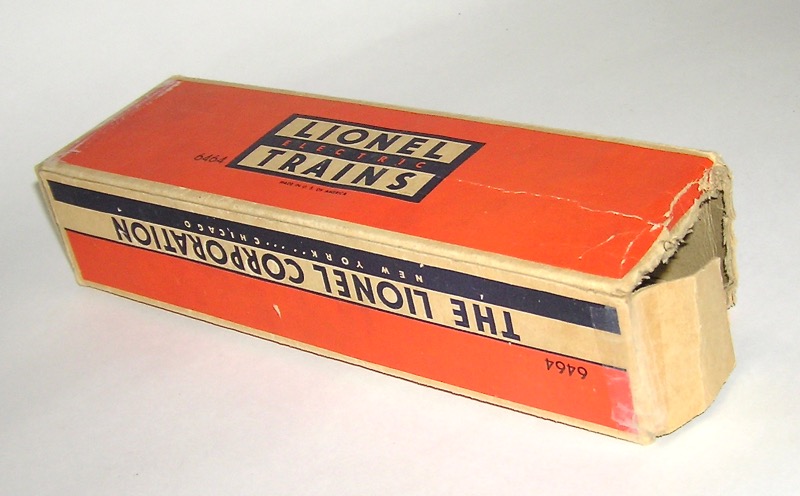 6464
LIONEL
ELECTRIC
TRAINS
MADE IN U. S. OF AMERICA
NEW YORK....CHICAGO
THE LIONEL CORPORATION
6464